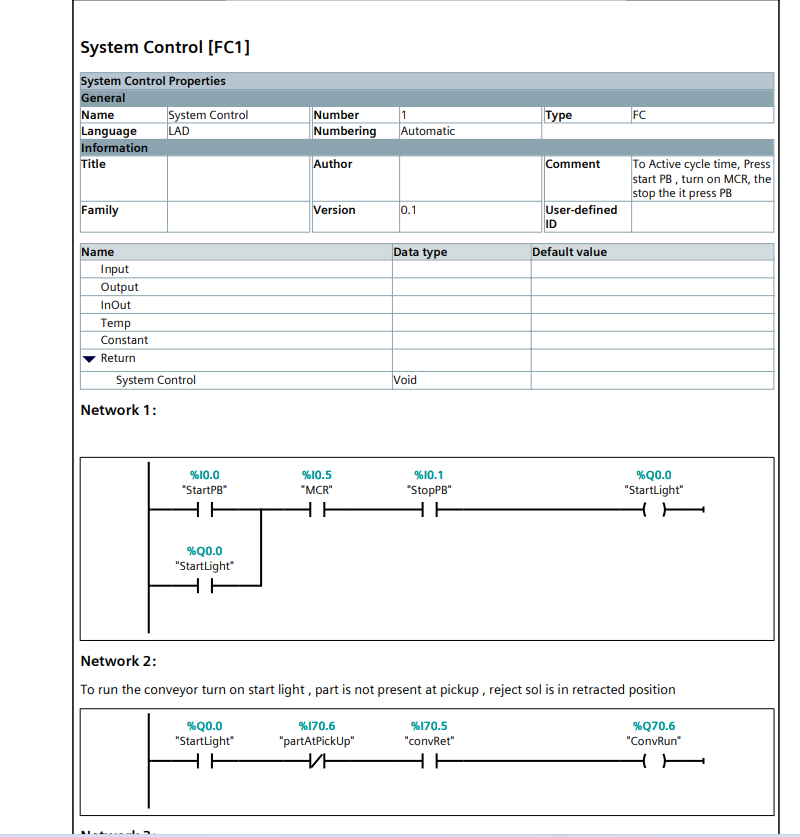 System Control [FC1]
System Control Properties
General
Name System Control Number 1 Type FC
Language LAD Numbering Automatic
Information
Title Author Comment To Active cycle time, Press
start PB , turn on MCR, the
stop the it press PB
Family Version 0.1 User-defined
ID
Name Data type Default value
Input
Output
InOut
Temp
Constant
Return
System Control Void
Network 1:
%I0.0 %I0.5 %I0.1 %Q0.0
"StartPB" "MCR" "StopPB" "StartLight"
%Q0.0
"StartLight"
Network 2:
To run the conveyor turn on start light , part is not present at pickup , reject sol is in retracted position
%Q0.0 %I70.6 %I70.5 %Q70.6
"StartLight" "partAtPickUp" "convRet" "ConvRun"